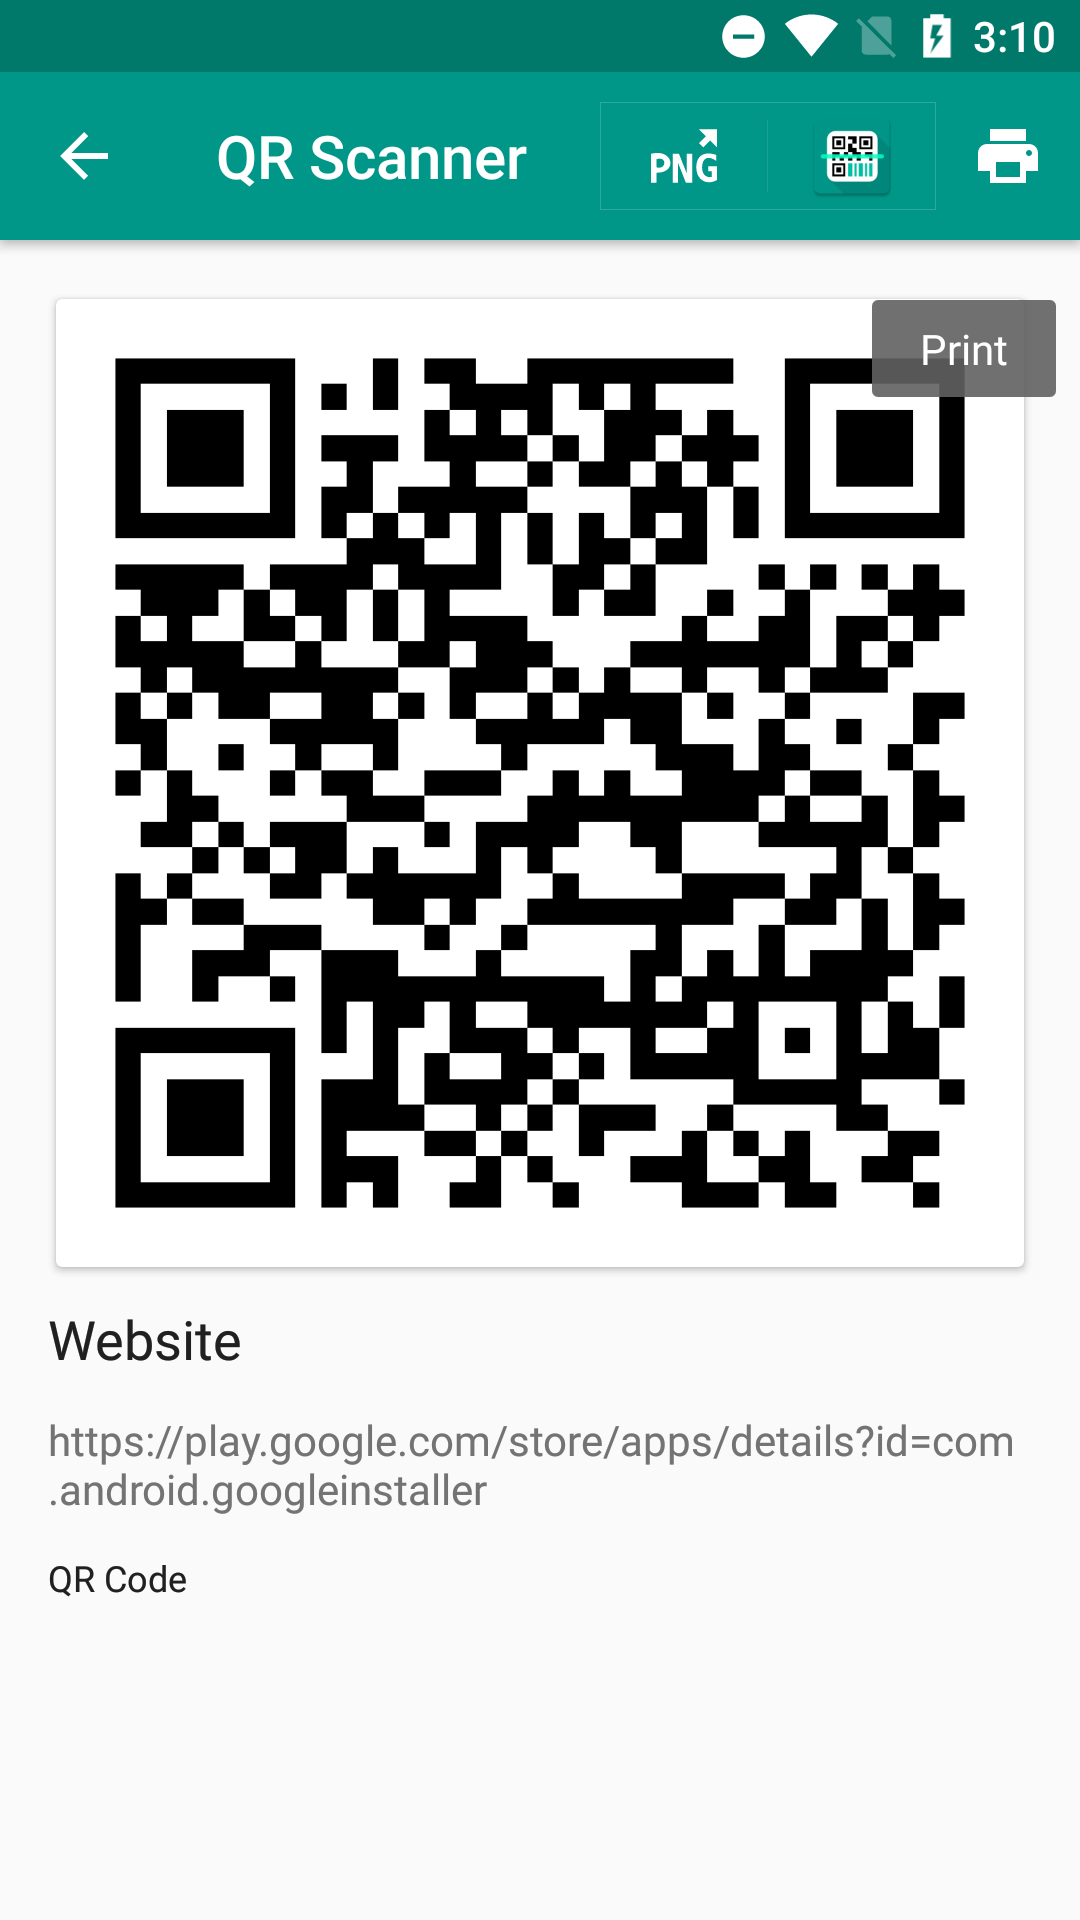 3:10
QR Scanner
PNG
Print
Website
https://play.google.com/store/apps/details?id=com
.android.googleinstaller
QR Code